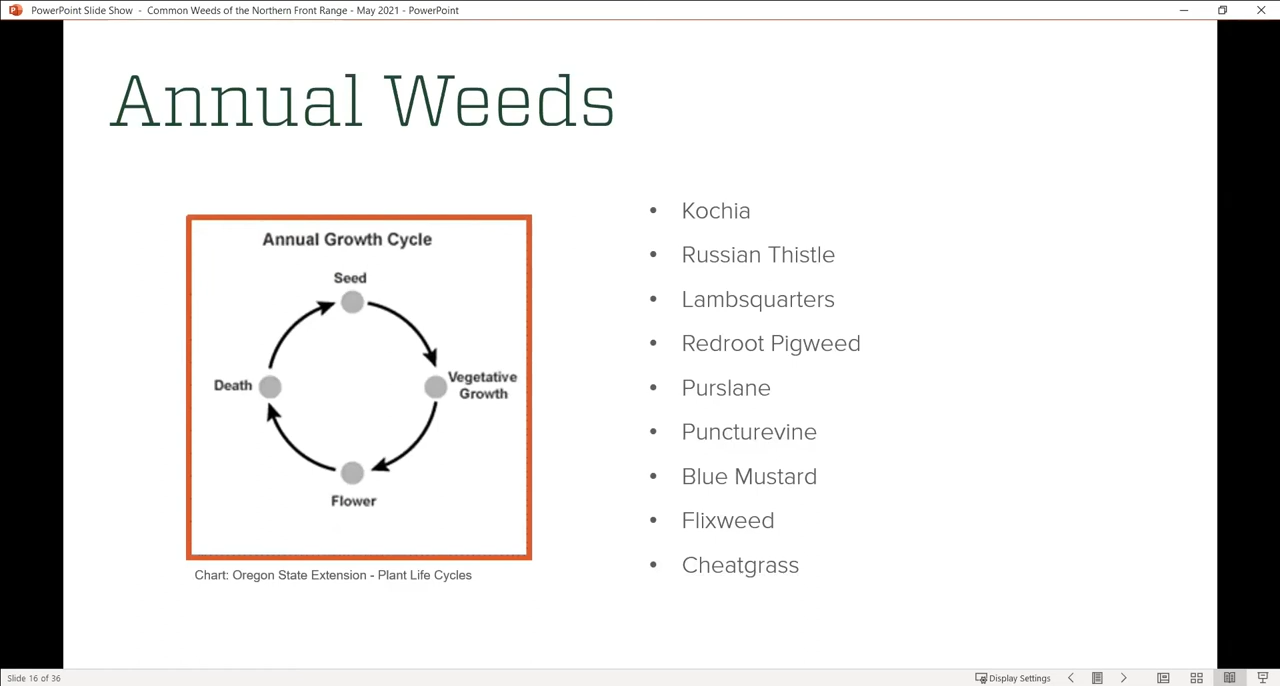 PowerPoint Slide Show - Common Weeds of the Northern Front Range - May 2021 - PowerPoint
Annual Weeds
Annual Growth Cycle
Seed
Vegetative
Growth
Flower
Death
Chart: Oregon State Extension - Plant Life Cycles
• Kochia
• Russian Thistle
• Lambsquarters
• Redroot Pigweed
• Purslane
• Puncturevine
• Blue Mustard
• Flixweed
• Cheatgrass
Slide 16 of 36
Display Settings